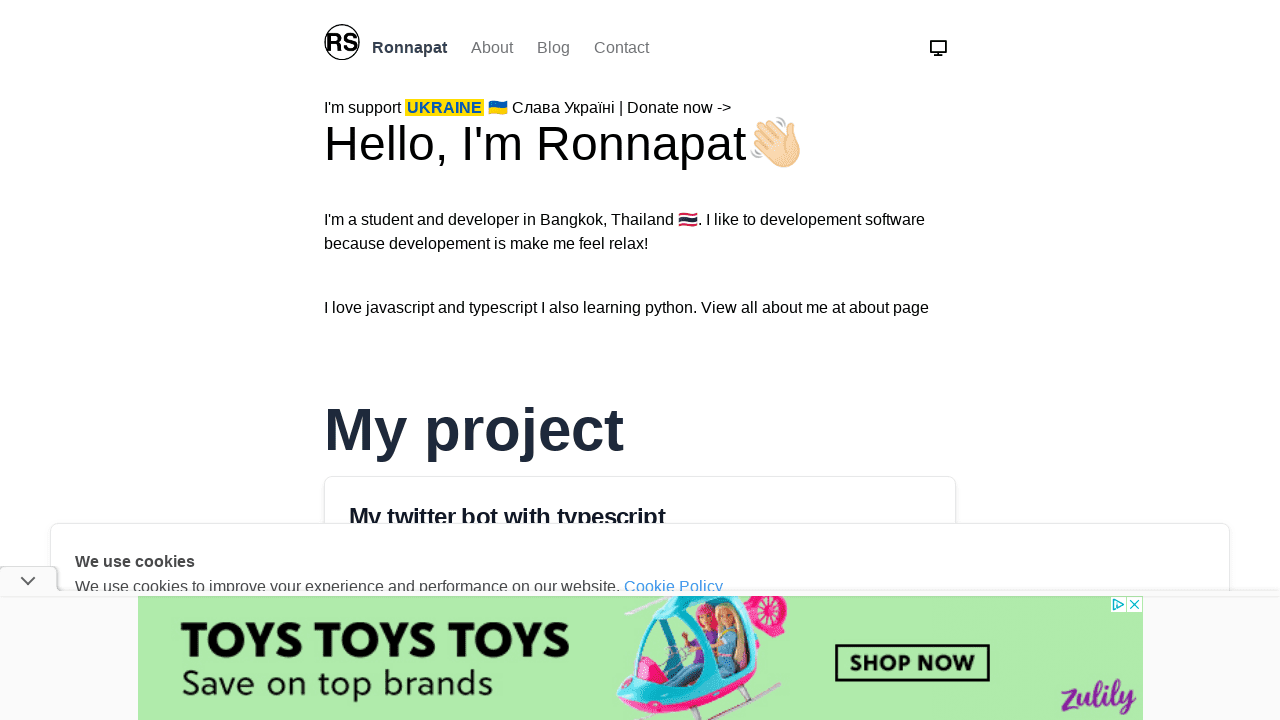 RS Ronnapat About Blog Contact
I'm support UKRAINE 🇺🇦 Слава Україні | Donate now ->
Hello, I'm Ronnapat👋🏻
I'm a student and developer in Bangkok, Thailand 🇹🇭. I like to developement software
because developement is make me feel relax!
I love javascript and typescript I also learning python. View all about me at about page
My project
My twitter bot with typescript
We use cookies
We use cookies to improve your experience and performance on our website. Cookie Policy
TOYS TOYS TOYS
Save on top brands
SHOP NOW
zulily